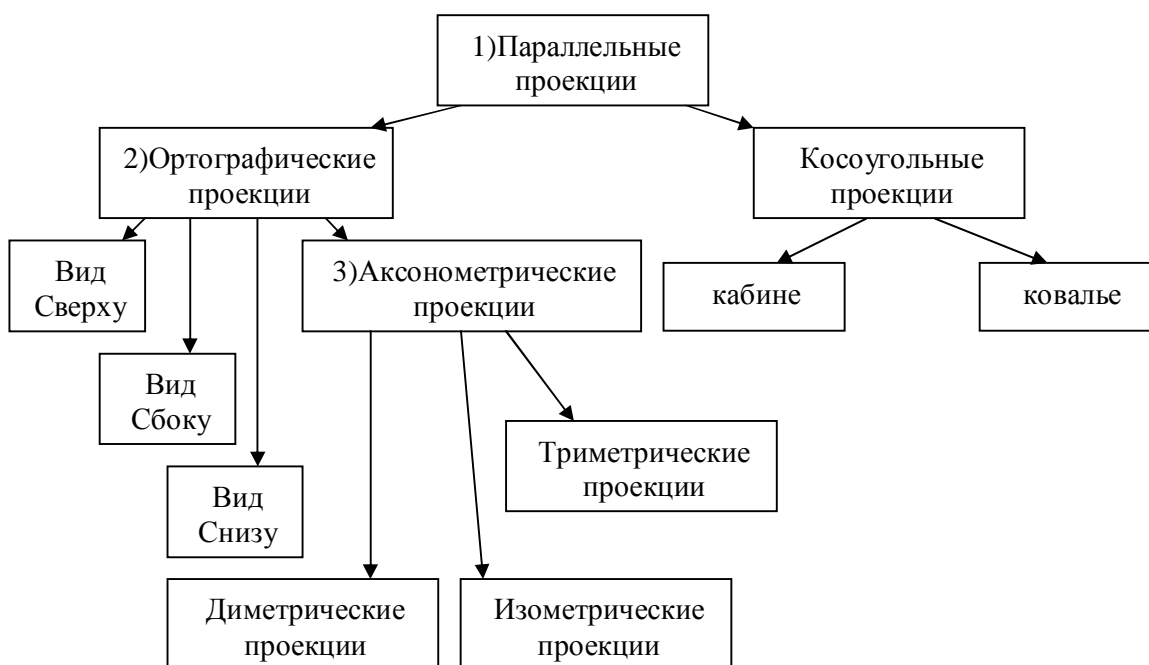 1)Параллельные
проекции
2)Ортографические
проекции
Косоугольные
проекции
Вид
Сверху
3)Аксонометрические
проекции
кабине
ковалье
Вид
Сбоку
Триметрические
проекции
Вид
Снизу
Диметрические
проекции
Изометрические
проекции